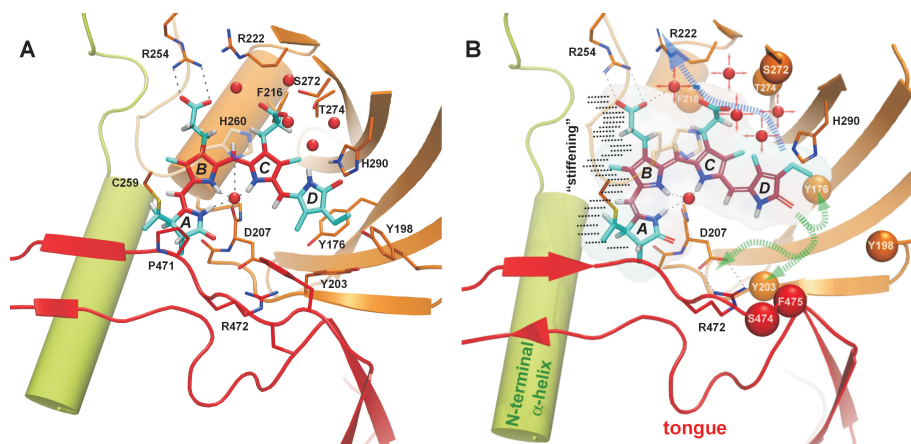 A
R254
R222
S272
F216
T274
H260
H290
B
C
C259
D
A
Y176
Y198
D207
P471
Y203
R472
B
R222
R254
S272
T274
F216
H290
"stiffening"
B
C
D
Y176
A
D207
Y198
Y203
F475
R472
S474
N-terminal
α-helix
tongue